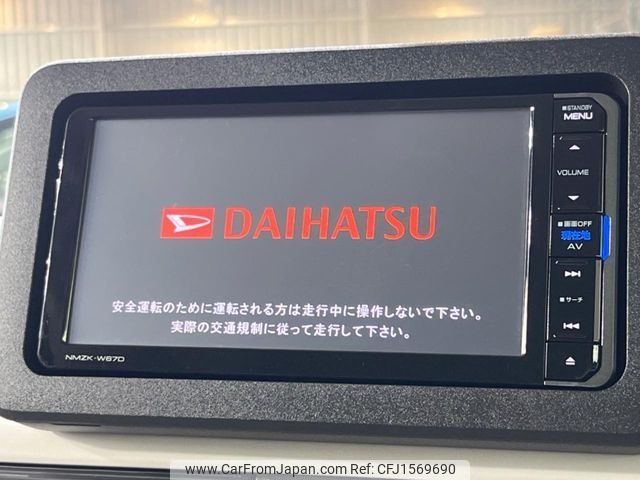 ■STANDBY
MENU
VOLUME
DAIHATSU
■画面OFF
現在地
AV
■サーチ
安全運転のために運転される方は走行中に操作しないで下さい。
実際の交通規制に従って走行して下さい。
NMZK-W67D
www.CarFromJapan.com CFJ1569690